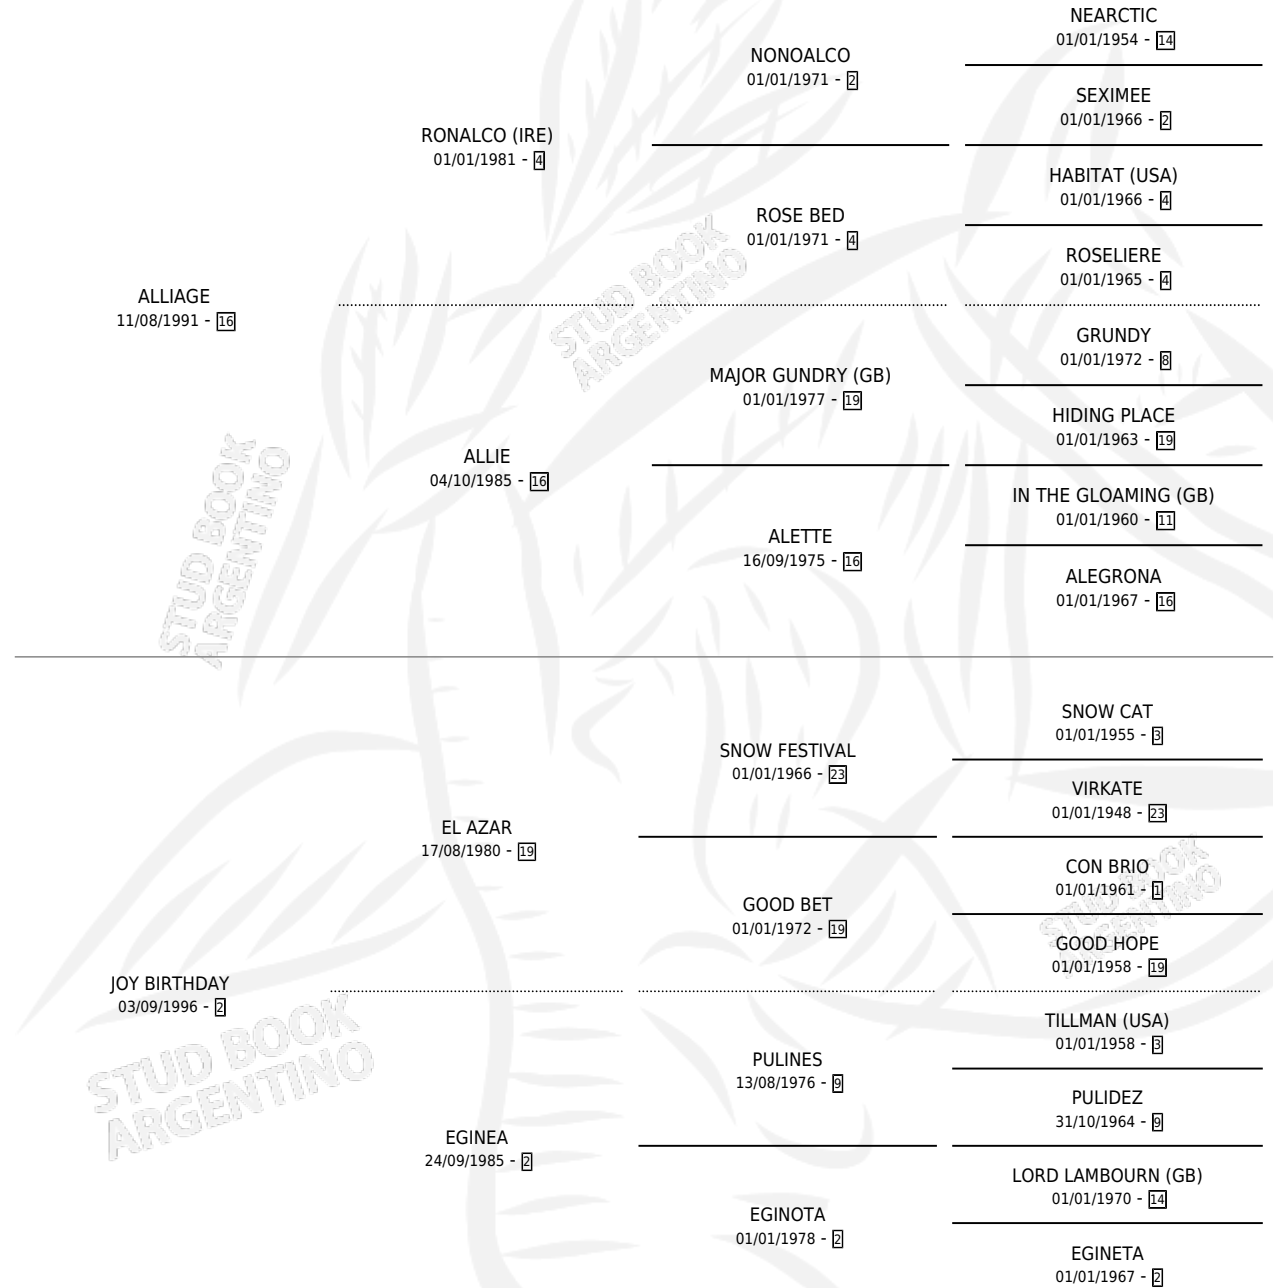 NEARCTIC
01/01/1954 - 14
NONOALCO
01/01/1971 - 2
SEXIMEE
01/01/1966 - 2
RONALCO (IRE)
01/01/1981 - 4
HABITAT (USA)
01/01/1966 - 4
ROSE BED
01/01/1971 - 4
ROSELIERE
01/01/1965 - 4
ALLIAGE
11/08/1991 - 16
GRUNDY
01/01/1972 - 8
MAJOR GUNDRY (GB)
01/01/1977 - 19
HIDING PLACE
01/01/1963 - 19
ALLIE
04/10/1985 - 16
IN THE GLOAMING (GB)
01/01/1960 - 11
ALETTE
16/09/1975 - 16
ALEGRONA
01/01/1967 - 16
SNOW CAT
01/01/1955 - 3
SNOW FESTIVAL
01/01/1966 - 23
VIRKATE
01/01/1948 - 23
EL AZAR
17/08/1980 - 19
CON BRIO
01/01/1961 - 1
GOOD BET
01/01/1972 - 19
GOOD HOPE
01/01/1958 - 19
JOY BIRTHDAY
03/09/1996 - 2
TILLMAN (USA)
01/01/1958 - 3
PULINES
13/08/1976 - 9
PULIDEZ
31/10/1964 - 9
EGINEA
24/09/1985 - 2
LORD LAMBOURN (GB)
01/01/1970 - 14
EGINOTA
01/01/1978 - 2
EGINETA
01/01/1967 - 2
STUD BOOK
ARGENTINO
STUD BOOK
ARGENTINO
STUD BOOK
ARGENTINO
STUD BOOK
ARGENTINO